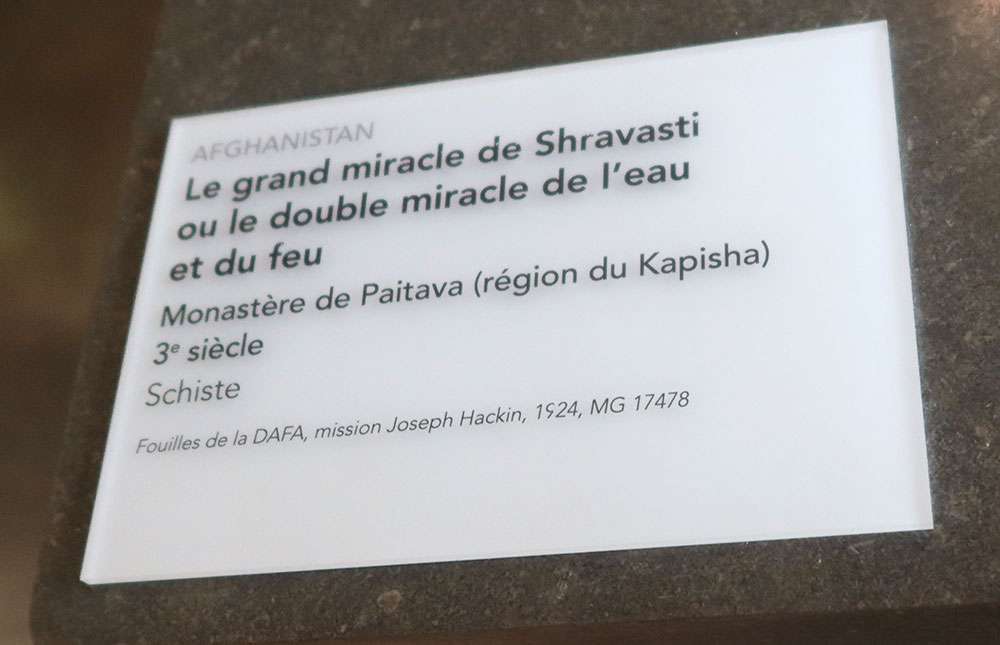 AFGHANISTAN
Le grand miracle de Shravasti
ou le double miracle de l'eau
et du feu
Monastère de Paitava (région du Kapisha)
3e siècle
Schiste
Fouilles de la DAFA, mission Joseph Hackin, 1924, MG 17478